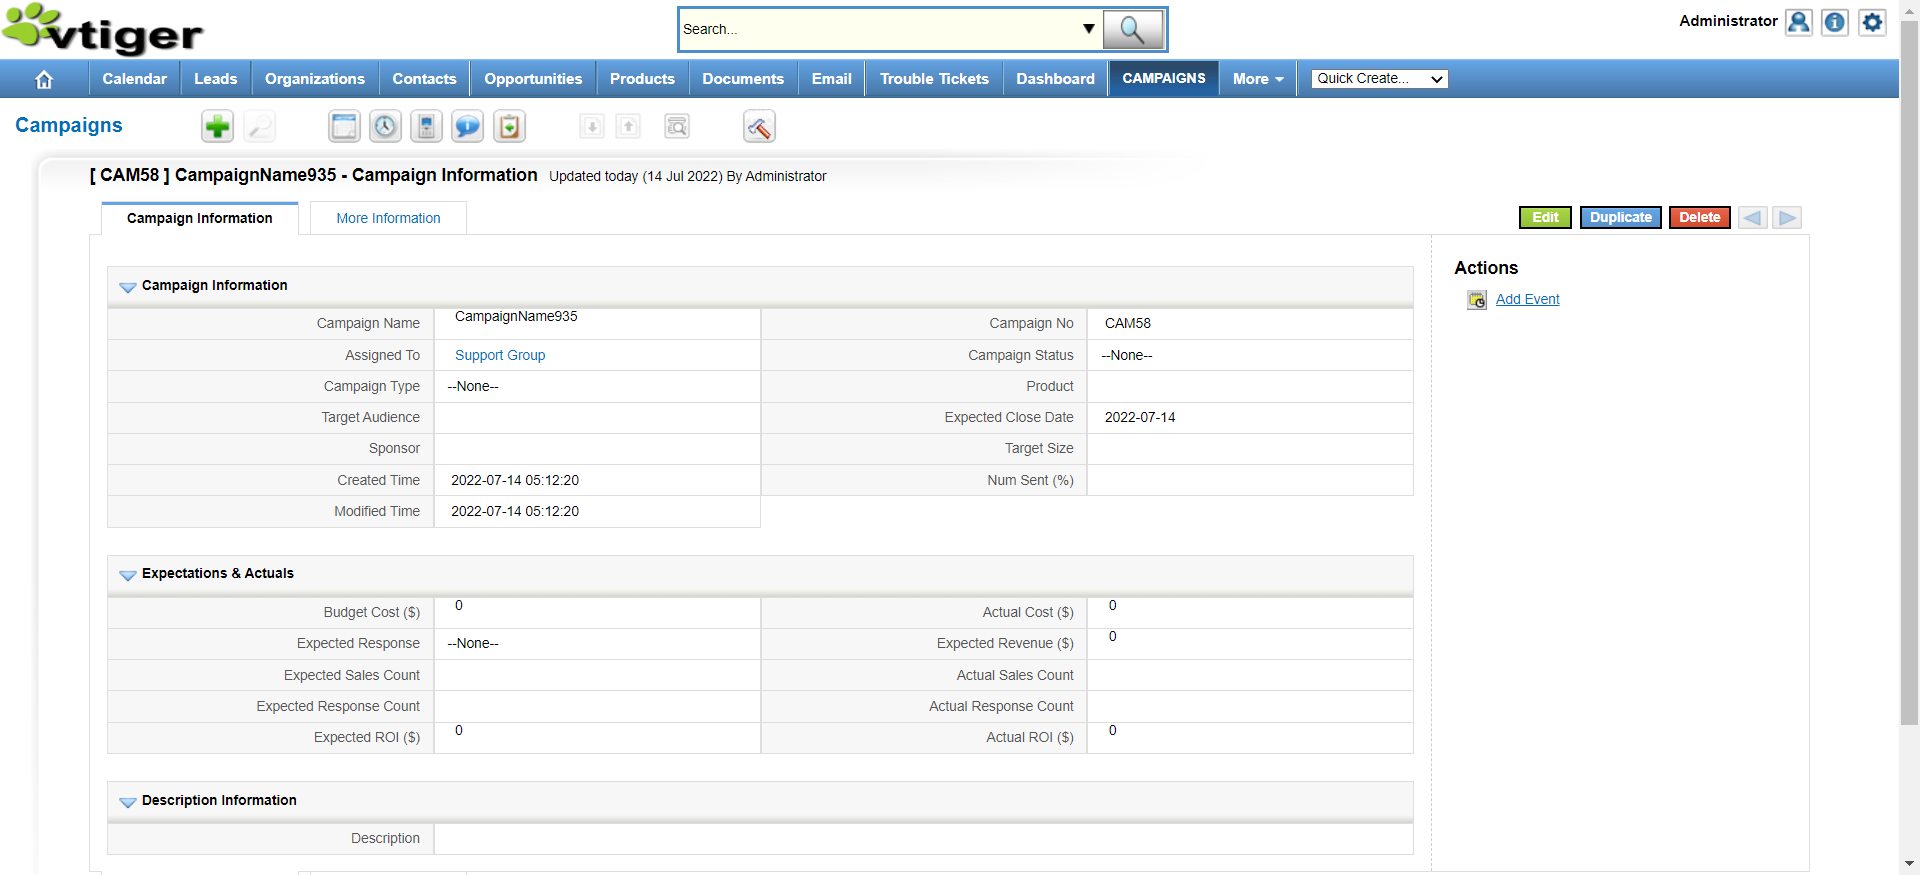 vtiger
Search...
Administrator
Calendar Leads Organizations Contacts Opportunities Products Documents Email Trouble Tickets Dashboard CAMPAIGNS More Quick Create...
Campaigns
[ CAM58 ] CampaignName935 - Campaign Information Updated today (14 Jul 2022) By Administrator
Campaign Information More Information
Edit Duplicate Delete
Actions
Add Event
Campaign Information
Campaign Name CampaignName935 Campaign No CAM58
Assigned To Support Group Campaign Status --None--
Campaign Type --None-- Product
Target Audience Expected Close Date 2022-07-14
Sponsor Target Size
Created Time 2022-07-14 05:12:20 Num Sent (%)
Modified Time 2022-07-14 05:12:20
Expectations & Actuals
Budget Cost ($) 0 Actual Cost ($) 0
Expected Response --None-- Expected Revenue ($) 0
Expected Sales Count Actual Sales Count
Expected Response Count Actual Response Count
Expected ROI ($) 0 Actual ROI ($) 0
Description Information
Description